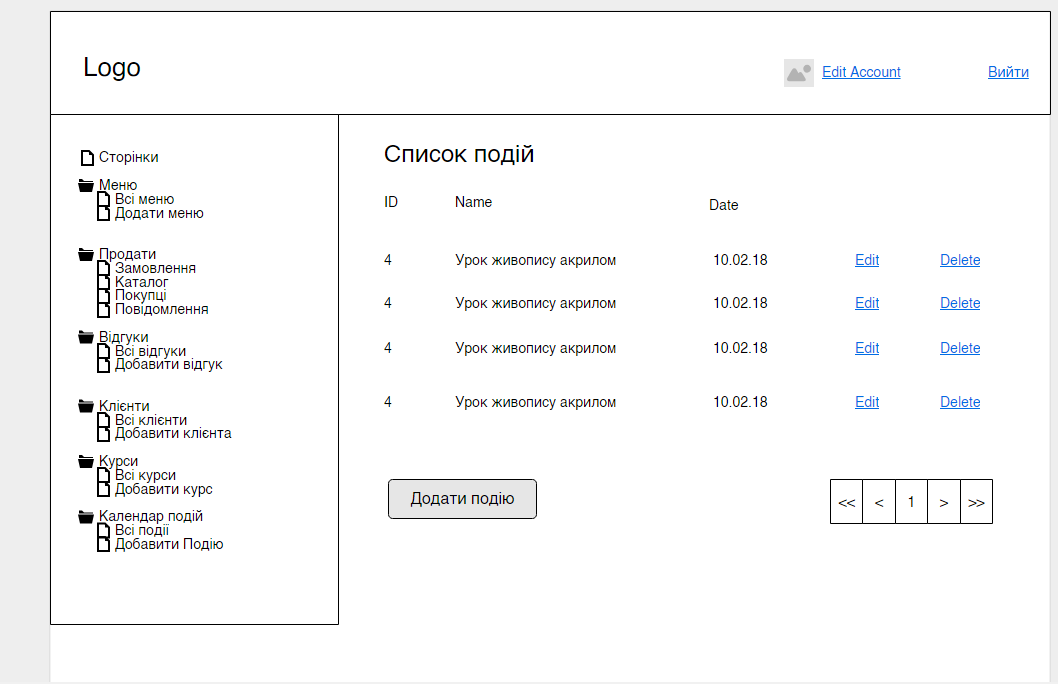 Logo
Edit Account
Вийти
Сторінки
Меню
Всі меню
Додати меню
Продати
Замовлення
Каталог
Покупці
Повідомлення
Відгуки
Всі відгуки
Добавити відгук
Клієнти
Всі клієнти
Добавити клієнта
Курси
Всі курси
Добавити курс
Календар подій
Всі події
Добавити Подію
Список подій
ID Name Date
4 Урок живопису акрилом 10.02.18 Edit Delete
4 Урок живопису акрилом 10.02.18 Edit Delete
4 Урок живопису акрилом 10.02.18 Edit Delete
4 Урок живопису акрилом 10.02.18 Edit Delete
Додати подію
<< < 1 > >>